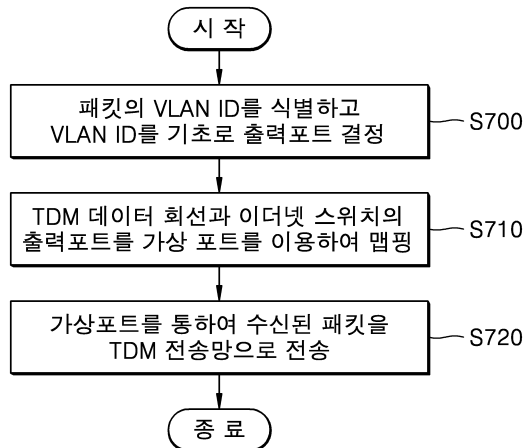 시 작
패킷의 VLAN ID를 식별하고
VLAN ID를 기초로 출력포트 결정
S700
TDM 데이터 회선과 이더넷 스위치의
출력포트를 가상 포트를 이용하여 맵핑
S710
가상포트를 통하여 수신된 패킷을
TDM 전송망으로 전송
S720
종 료